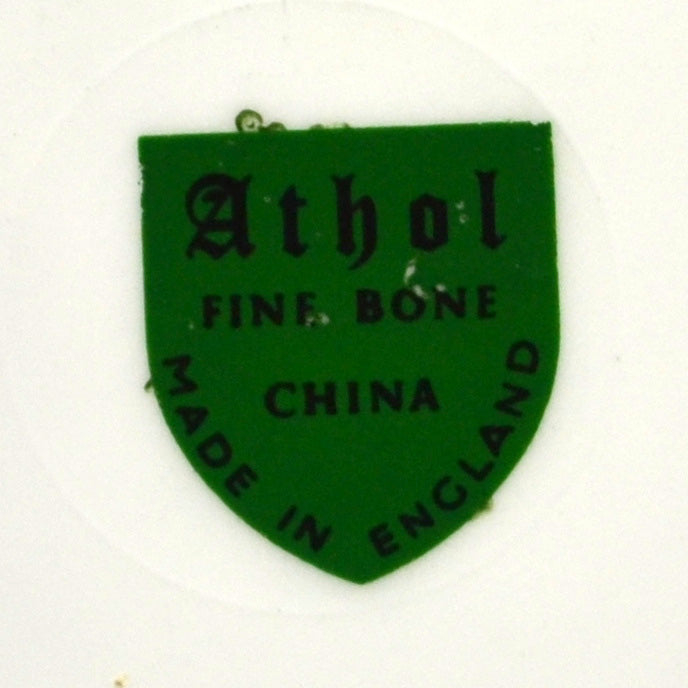 Athol
FINE BONE
CHINA
MADE IN ENGLAND